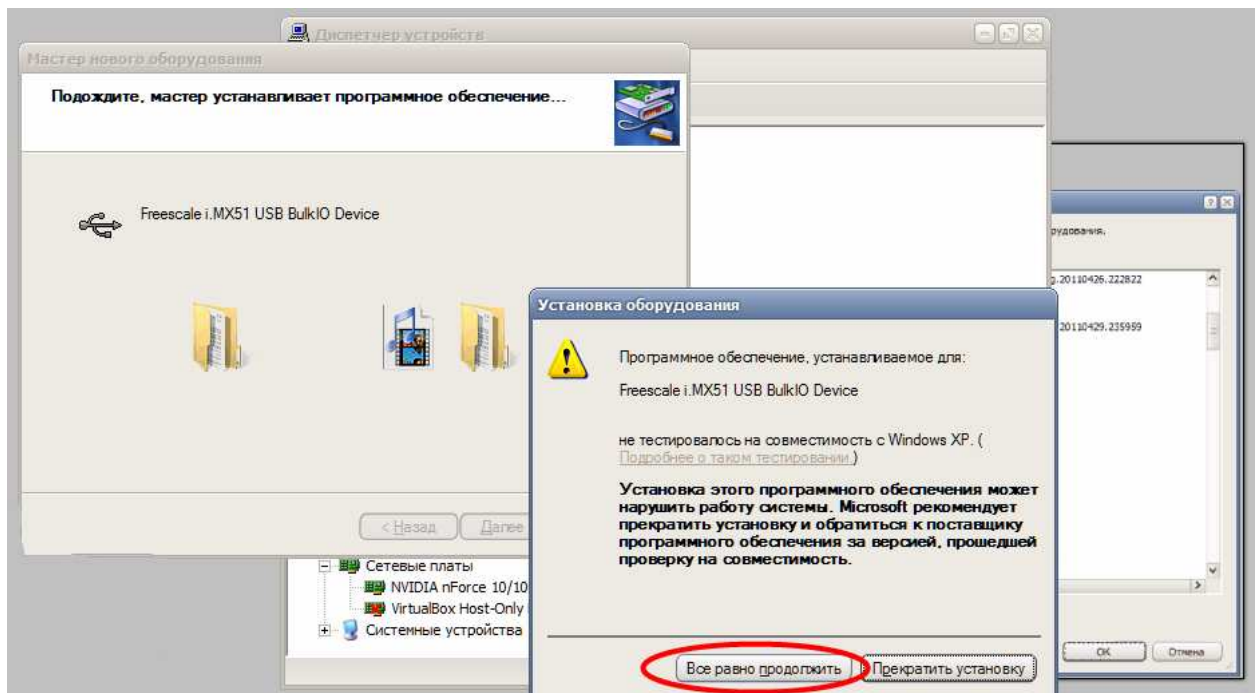 Диспетчер устройств
Мастер нового оборудования
Подождите, мастер устанавливает программное обеспечение...
Freescale i.MX51 USB BulkIO Device
< Назад
Далее
Установка оборудования
Программное обеспечение, устанавливаемое для:
Freescale i.MX51 USB BulkIO Device
не тестировалось на совместимость с Windows XP. (
Подробнее о таком тестировании.)
Установка этого программного обеспечения может
нарушить работу системы. Microsoft рекомендует
прекратить установку и обратиться к поставщику
программного обеспечения за версией, прошедшей
проверку на совместимость.
Все равно продолжить
Прекратить установку
Сетевые платы
NVIDIA nForce 10/10
VirtualBox Host-Only
Системные устройства
рудования.
.20110426.222822
20110429.235959
OK
Отмена